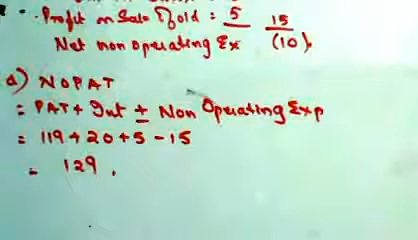 Profit on Sale of old : 5 15
Net non operating Ex (10)
a) NOPAT
= PAT + Int ± Non Operating Exp
= 119 + 20 + 5 - 15
= 129.